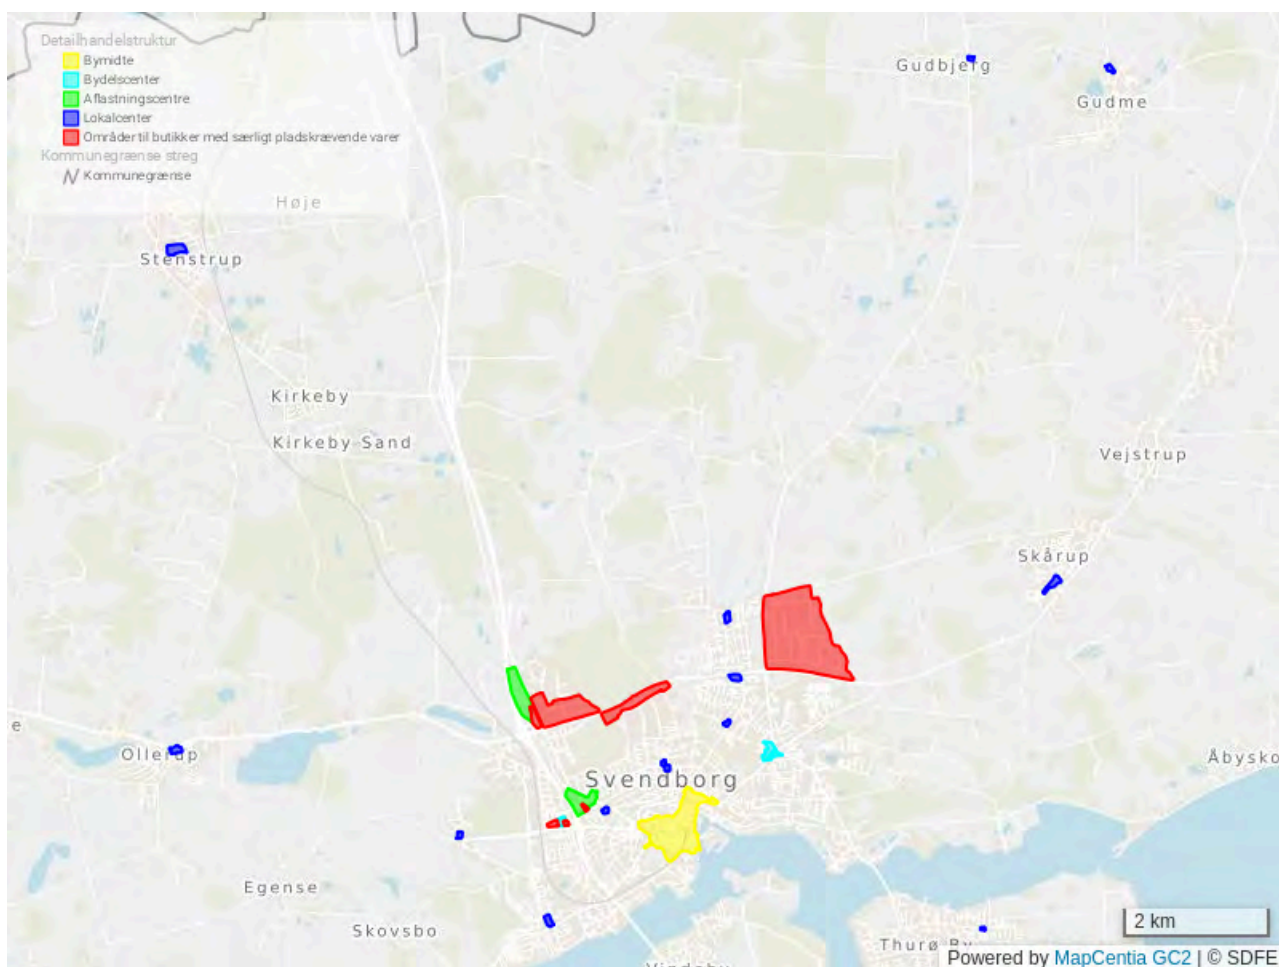 Detailhandelstruktur
Bymidte
Bydelscenter
Aflastningscentre
Lokalcenter
Områder til butikker med særligt pladskrævende varer
Kommunegrænse streg
Kommunegrænse
Gudbjerg
Gudme
Høje
Stenstrup
Kirkeby
Kirkeby Sand
Vejstrup
Skårup
e
Ollerup
Åbysko
Svendborg
Egense
Skovsbo
2 km
Thurø By
Vindeby
Powered by MapCentia GC2 | © SDFE